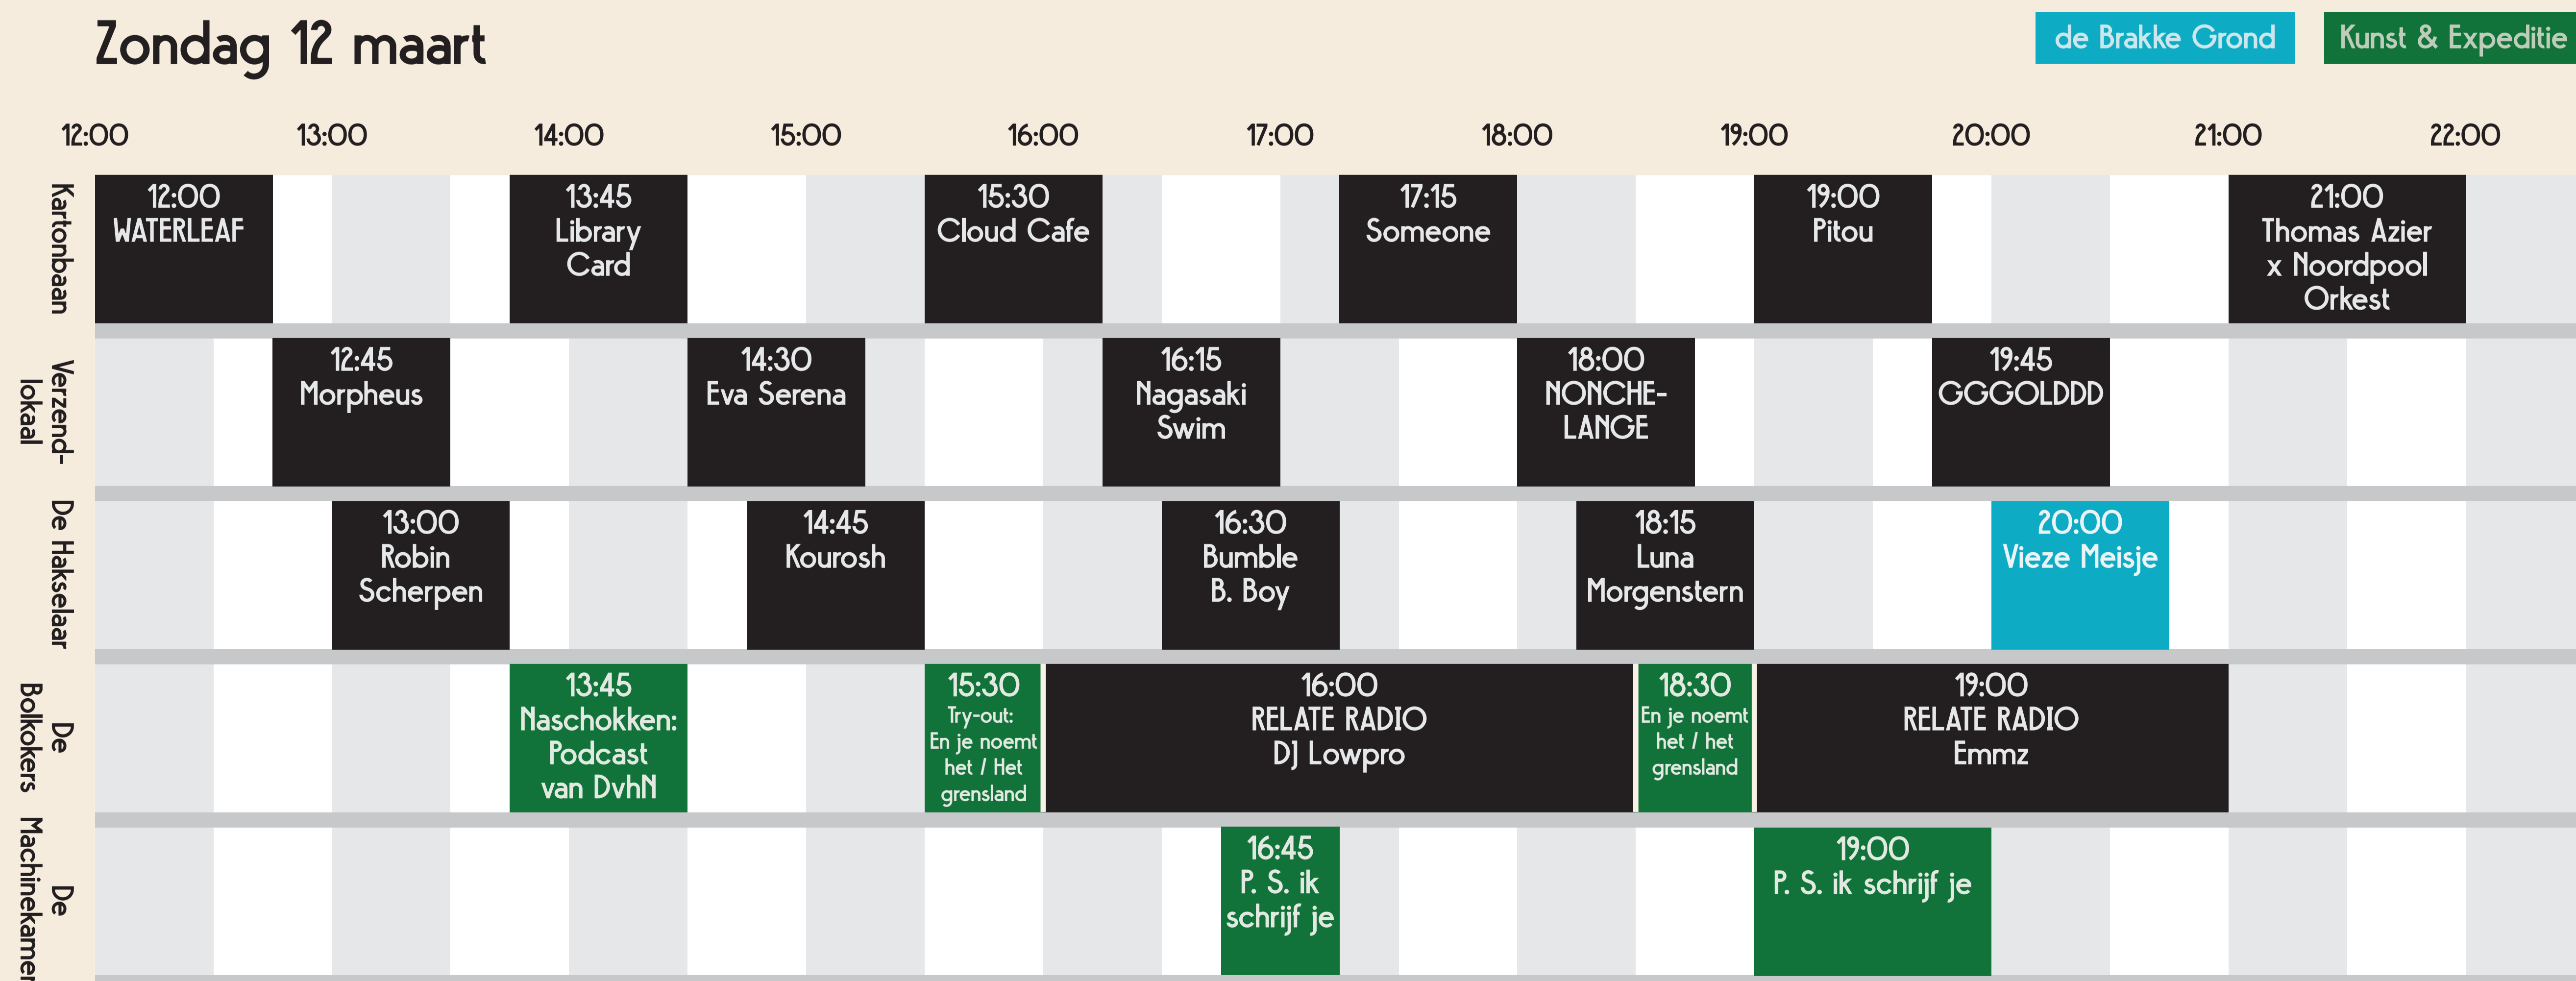 Zondag 12 maart
de Brakke Grond
Kunst & Expeditie
12:00 13:00 14:00 15:00 16:00 17:00 18:00 19:00 20:00 21:00 22:00
Kartonbaan
12:00
WATERLEAF
13:45
Library
Card
15:30
Cloud Cafe
17:15
Someone
19:00
Pitou
21:00
Thomas Azier
x Noordpool
Orkest
Verzend-
lokaal
12:45
Morpheus
14:30
Eva Serena
16:15
Nagasaki
Swim
18:00
NONCHE-
LANGE
19:45
GGGOLDDD
De Hakselaar
13:00
Robin
Scherpen
14:45
Kourosh
16:30
Bumble
B. Boy
18:15
Luna
Morgenstern
20:00
Vieze Meisje
De
Bolkokers
13:45
Naschokken:
Podcast
van DvhN
15:30
Try-out:
En je noemt
het / Het
grensland
16:00
RELATE RADIO
DJ Lowpro
18:30
En je noemt
het / het
grensland
19:00
RELATE RADIO
Emmz
De
Machinekamer
16:45
P. S. ik
schrijf je
19:00
P. S. ik schrijf je